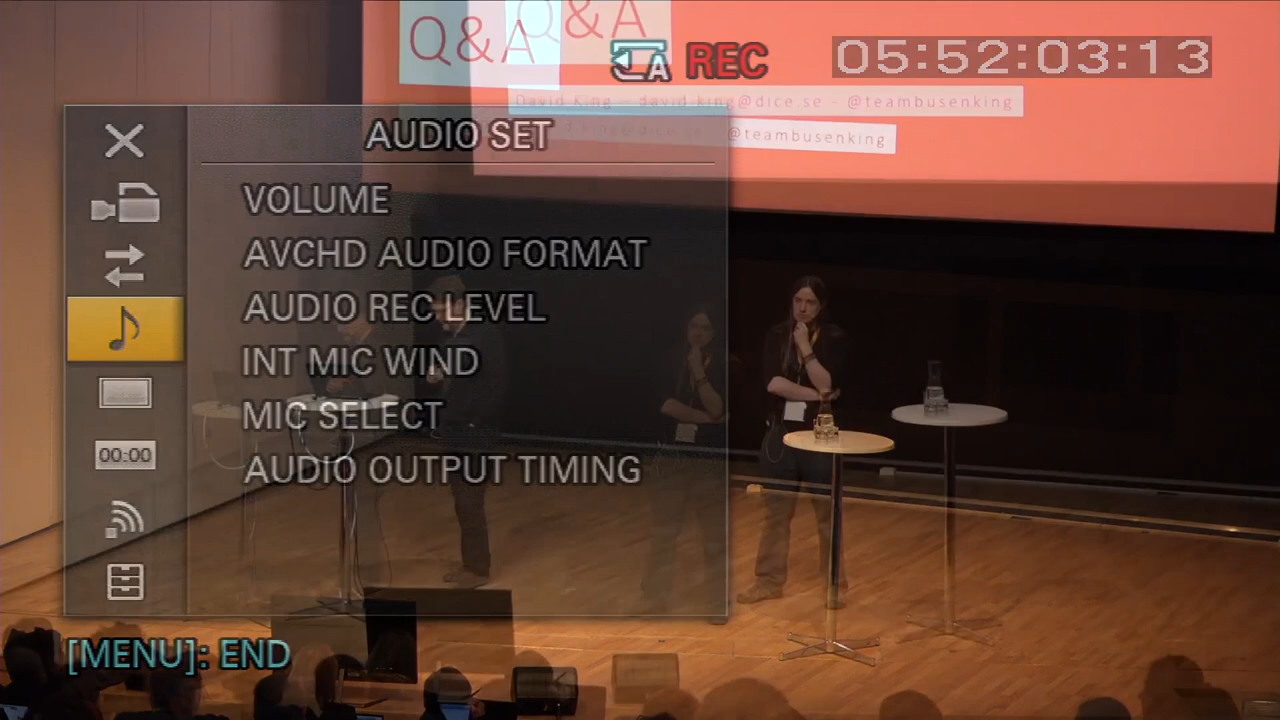 Q&A
Q&A
A REC
05:52:03:13
David King - david.king@dice.se - @teambusenking
@teambusenking
AUDIO SET
VOLUME
AVCHD AUDIO FORMAT
AUDIO REC LEVEL
INT MIC WIND
MIC SELECT
AUDIO OUTPUT TIMING
00:00
[MENU]: END